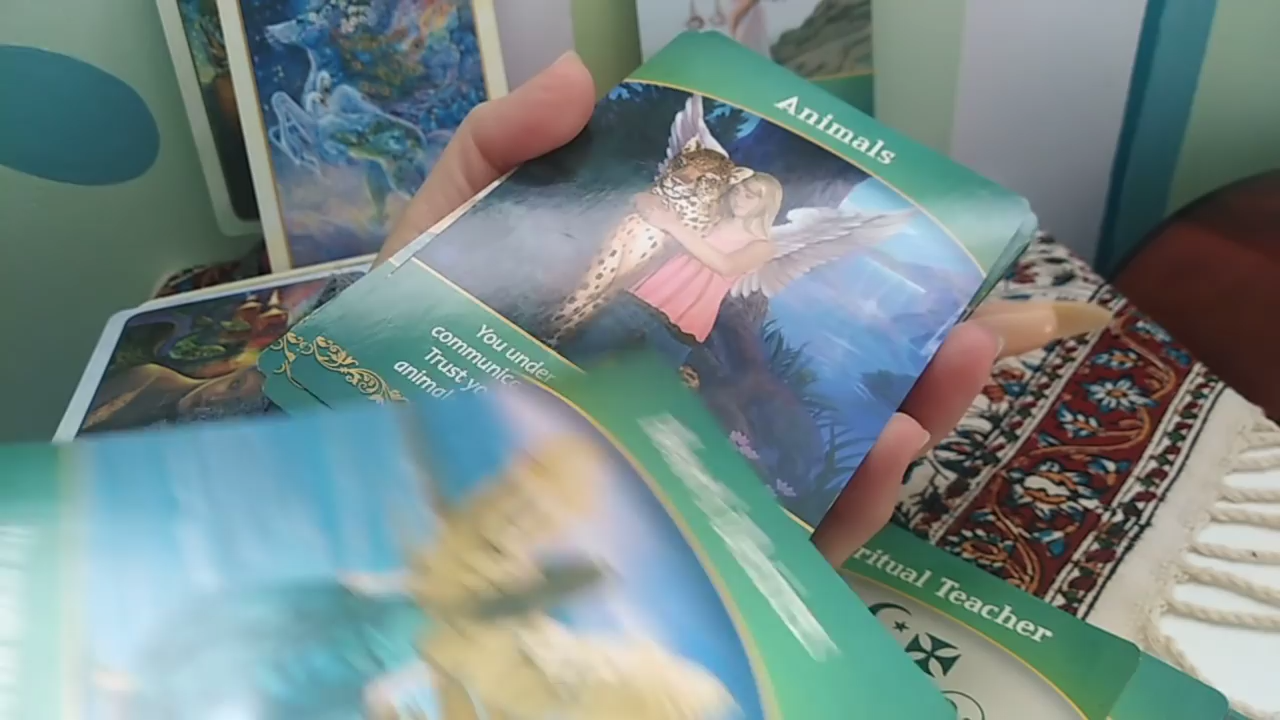 Animals
You under
communic
Trust yo
animal
ritual Teacher